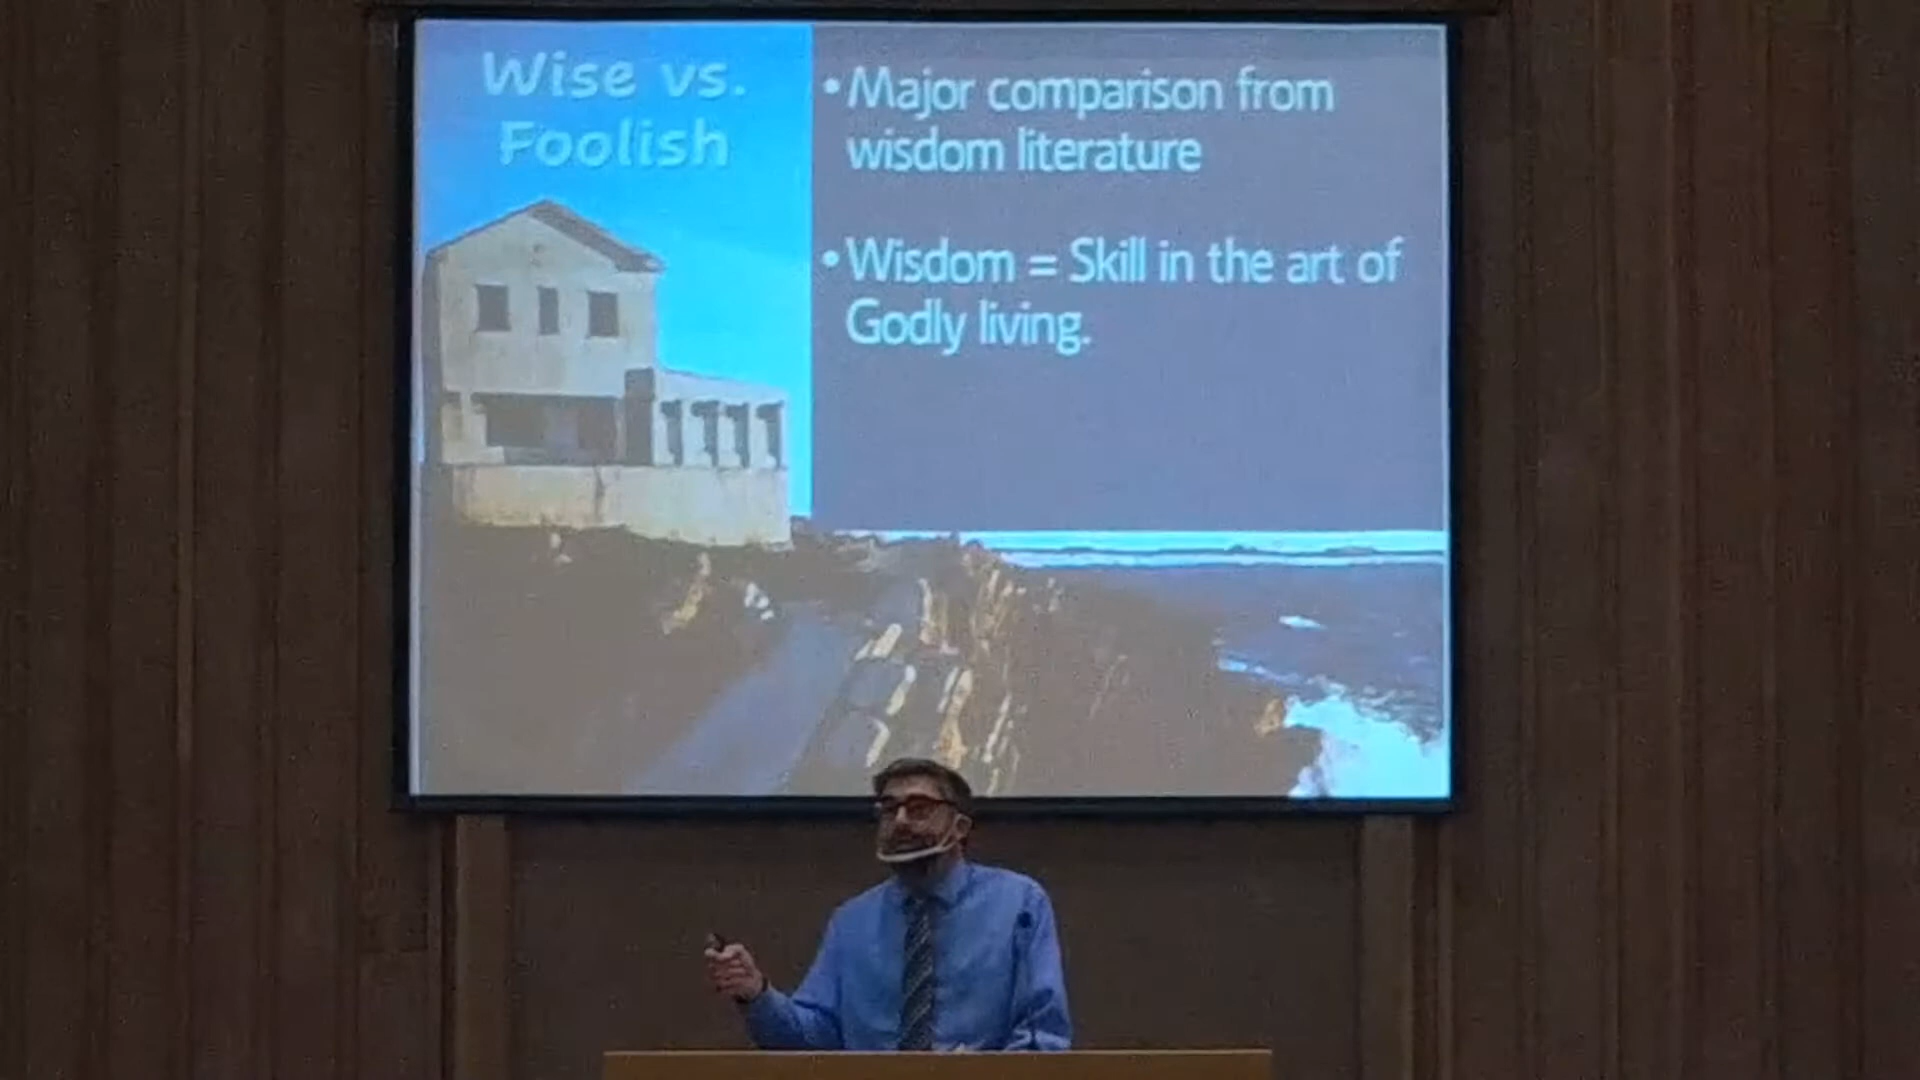 Wise vs.
Foolish
• Major comparison from
wisdom literature
• Wisdom = Skill in the art of
Godly living.